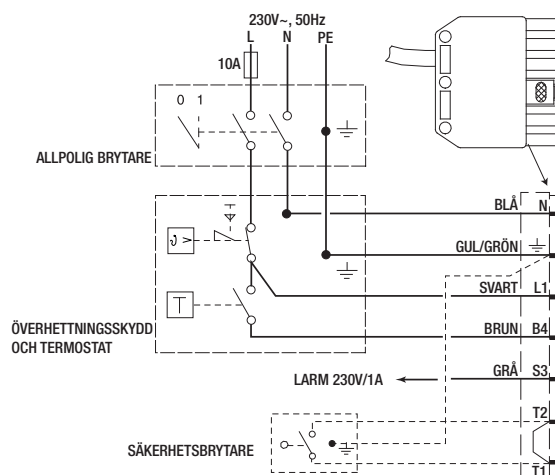 230V~, 50Hz
L N PE
10A
0 1
ALLPOLIG BRYTARE
BLÅ N
GUL/GRÖN
SVART L1
T
ÖVERHETTNINGSSKYDD
OCH TERMOSTAT
BRUN B4
GRÅ S3
LARM 230V/1A
T2
SÄKERHETSBRYTARE
T1